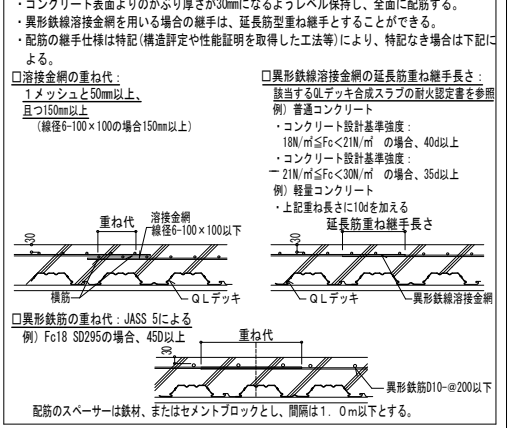 ・コンクリート表面よりのかぶり厚さが30mmになるようレベル保持し、全面に配筋する。
・異形鉄線溶接金網を用いる場合の継手は、延長筋型重ね継手とすることができる。
・配筋の継手仕様は特記(構造評定や性能証明を取得した工法等)により、特記なき場合は下記に
よる。
□溶接金網の重ね代：
1メッシュと50mm以上、
且つ150mm以上
(線径6-100×100の場合150mm以上)
□異形鉄線溶接金網の延長筋重ね継手長さ：
該当するQLデッキ合成スラブの耐火認定書を参照
例) 普通コンクリート
・コンクリート設計基準強度：
18N/㎟≦Fc<21N/㎟ の場合、40d以上
・コンクリート設計基準強度：
21N/㎟≦Fc<30N/㎟ の場合、35d以上
例) 軽量コンクリート
・上記重ね長さに10dを加える
重ね代
溶接金網
線径6-100×100以下
30
横筋
QLデッキ
延長筋重ね継手長さ
30
QLデッキ
異形鉄線溶接金網
□異形鉄筋の重ね代：JASS 5による
例) Fc18 SD295の場合、45D以上
重ね代
30
異形鉄筋D10-@200以下
配筋のスペーサーは鉄材、またはセメントブロックとし、間隔は1．0m以下とする。